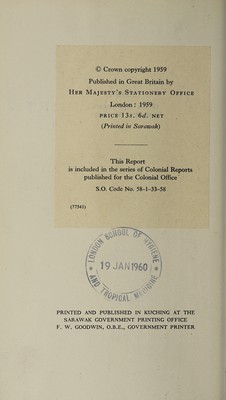 © Crown copyright 1959
Published in Great Britain by
HER MAJESTY'S STATIONERY OFFICE
London : 1959
PRICE 13s. 6d. NET
(Printed in Sarawak)
This Report
is included in the series of Colonial Reports
published for the Colonial Office
S.O. Code No. 58-1-33-58
(77541)
LONDON SCHOOL OF HYGIENE
19 JAN 1960
AND TROPICAL MEDICINE
PRINTED AND PUBLISHED IN KUCHING AT THE
SARAWAK GOVERNMENT PRINTING OFFICE
F. W. GOODWIN, O.B.E., GOVERNMENT PRINTER